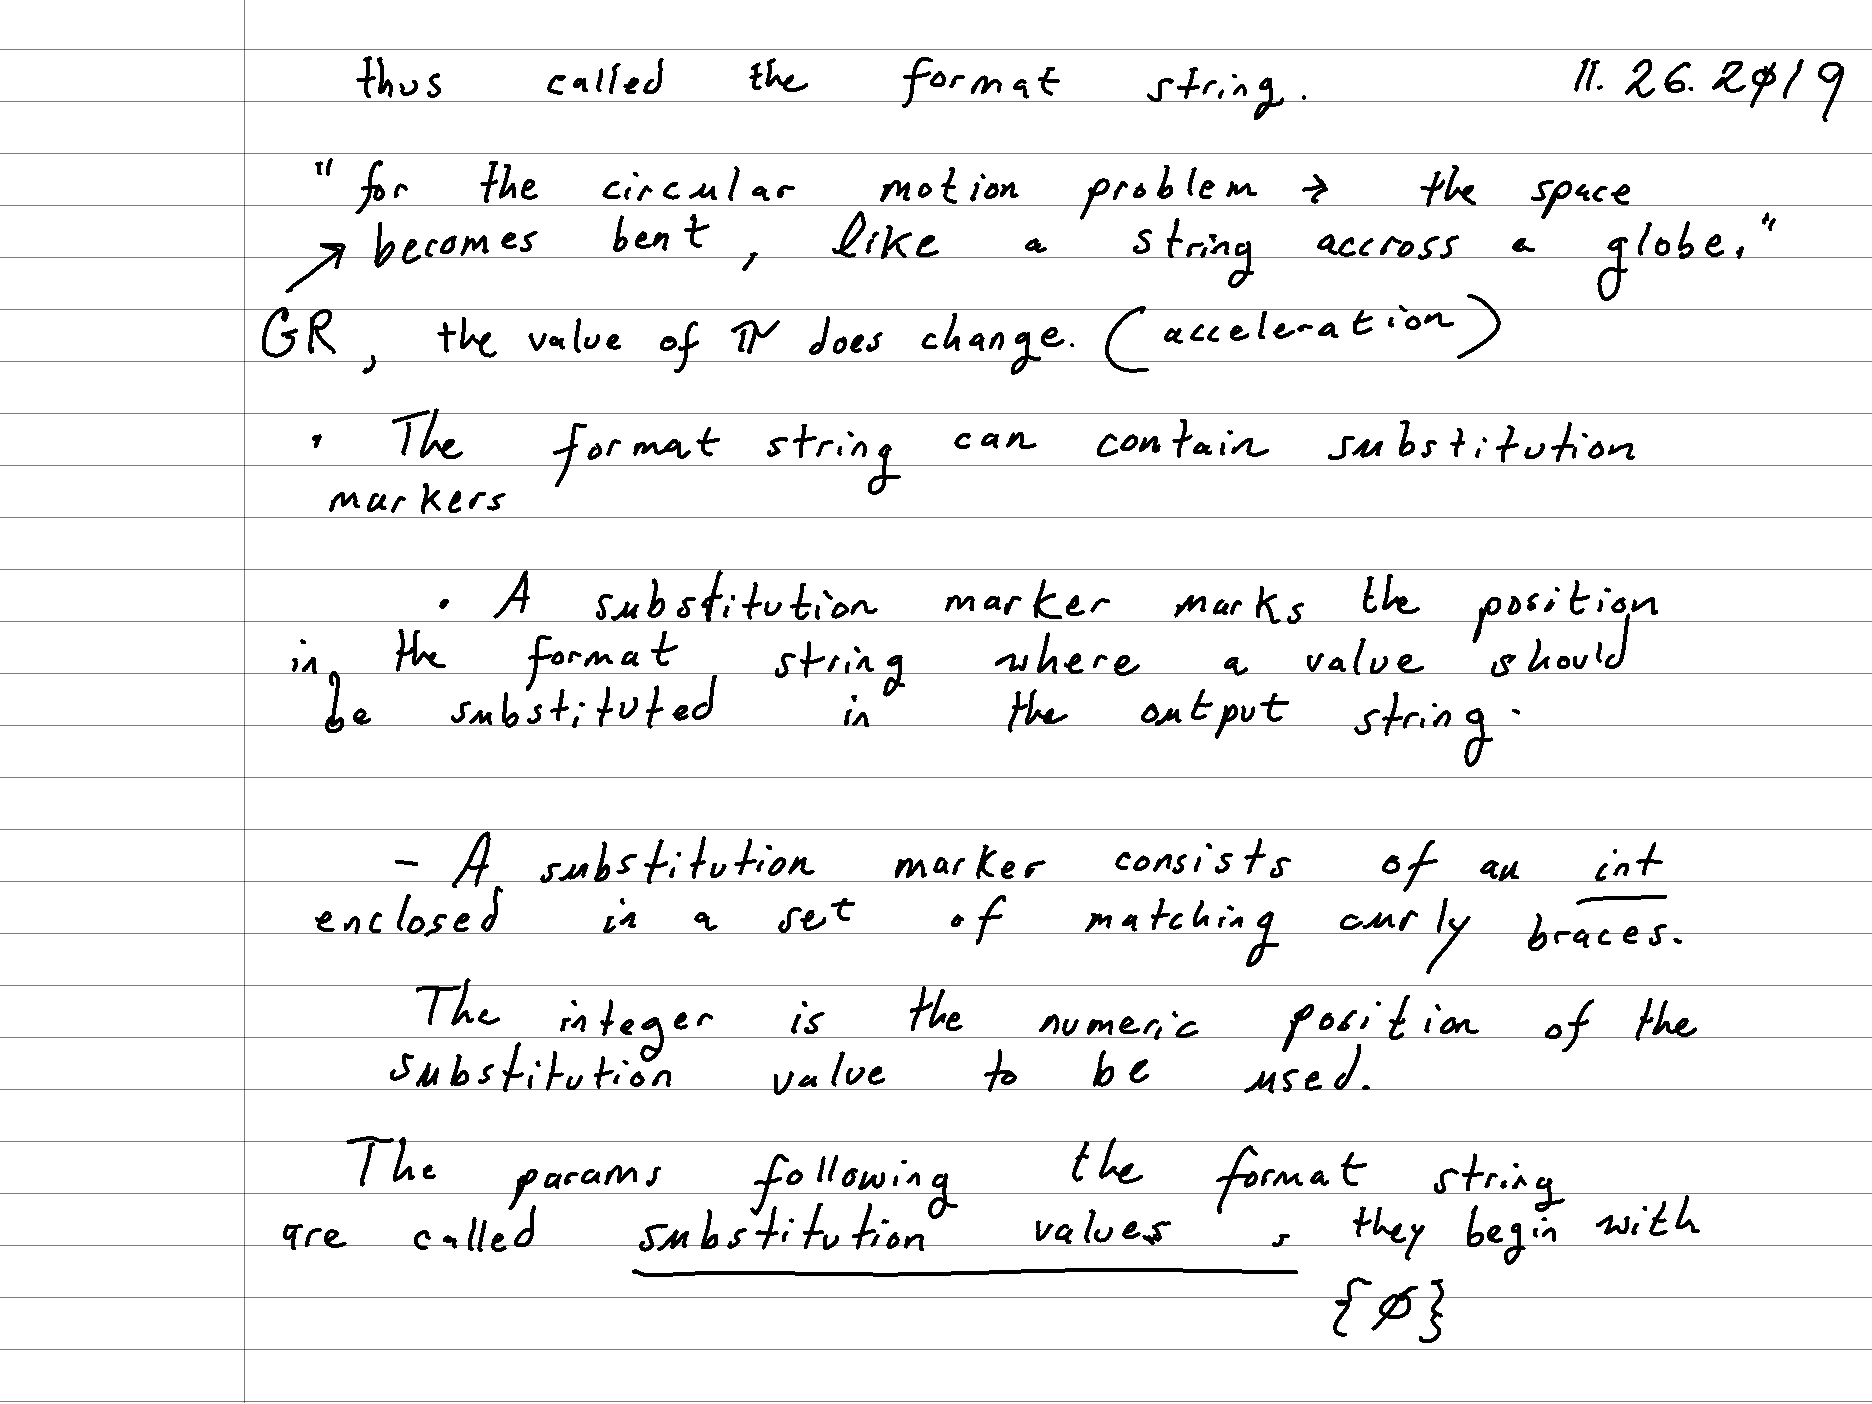 thus called the format string. 11.26.2019
"for the circular motion problem → the space
becomes bent, like a string accross a globe."
GR, the value of π does change. (acceleration)
• The format string can contain substitution
markers
• A substitution marker marks the position
in the format string where a value should
be substituted in the output string.
- A substitution marker consists of an int
enclosed in a set of matching curly braces.
The integer is the numeric position of the
substitution value to be used.
The params following the format string
are called substitution values, they begin with
{0}